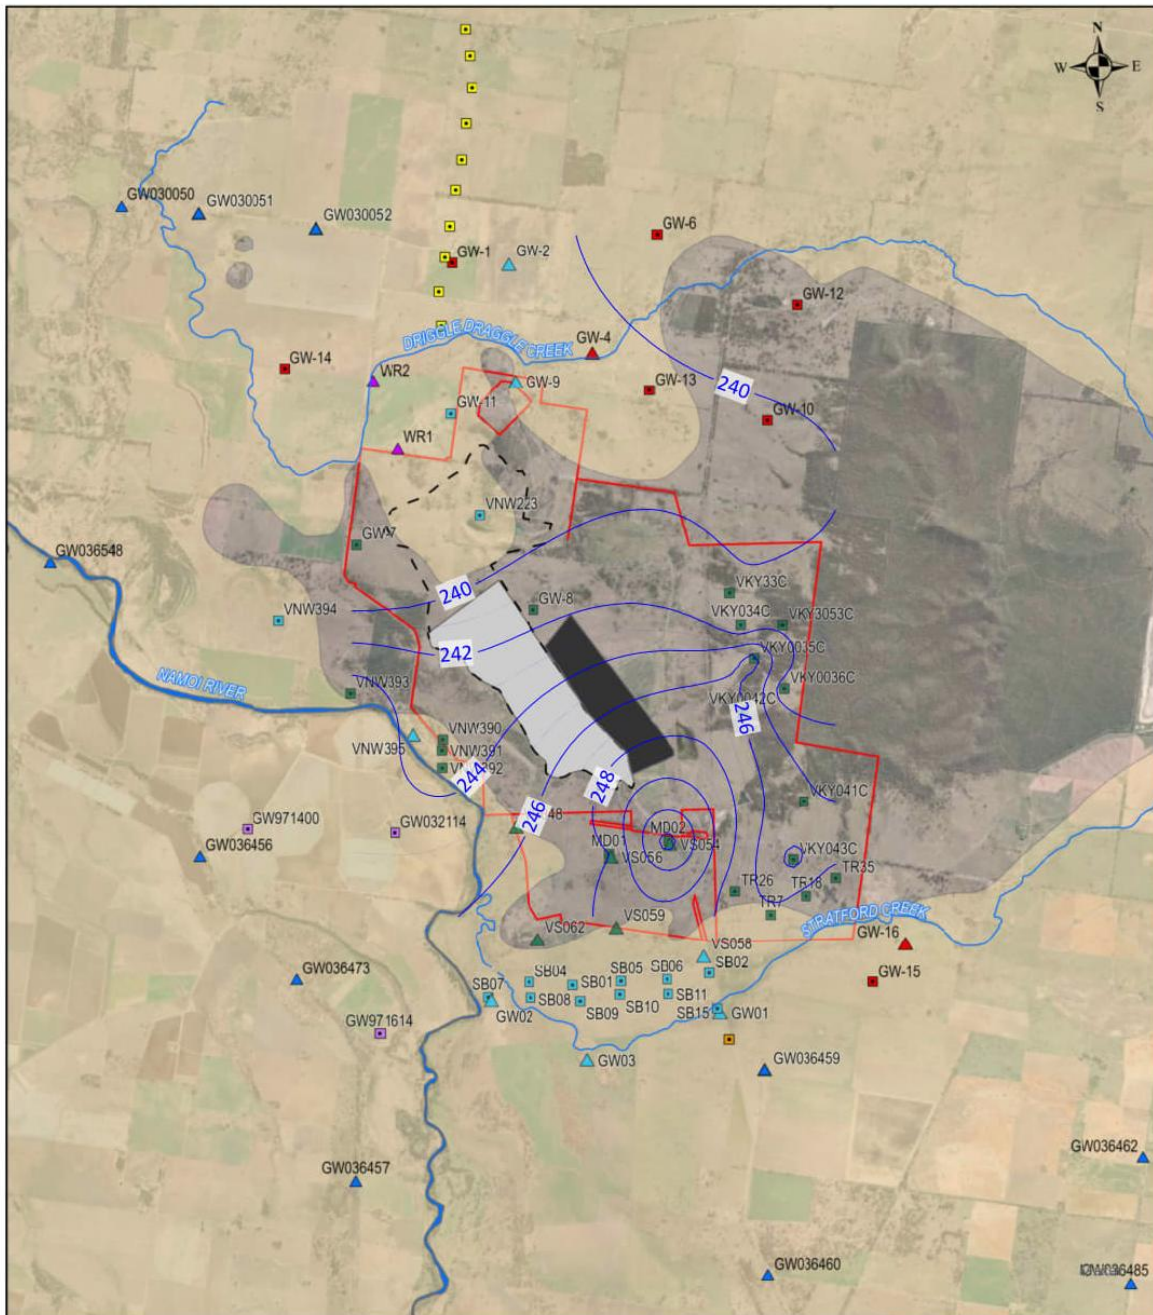 N
W E
S
GW030050
GW030051
GW030052
GW-6
GW-1
GW-2
GW-12
DRIGGLE DRAGGLE CREEK
GW-4
GW-14
WR2
GW-9
GW-13
240
GW-11
GW-10
WR1
VNW223
GW-7
GW036548
240
VKY33C
GW-8
VNW394
VKY034C
VKY3053C
242
VKY0035C
NAMOI RIVER
VNW393
VKY0036C
VKY0042C
246
VNW390
VNW395
VNW391
244
248
VKY041C
246
48
GW971400
GW032114
MD02
VS054
GW036456
MD01
VS056
VKY043C
TR35
TR26
TR18
TR7
STRATFORD CREEK
VS062
VS059
GW-16
VS058
GW036473
SB04
SB01
SB05
SB06
SB02
GW-15
SB07
SB08
SB09
SB10
SB11
SB15
GW02
GW01
GW971614
GW03
GW036459
GW036462
GW036457
GW036460